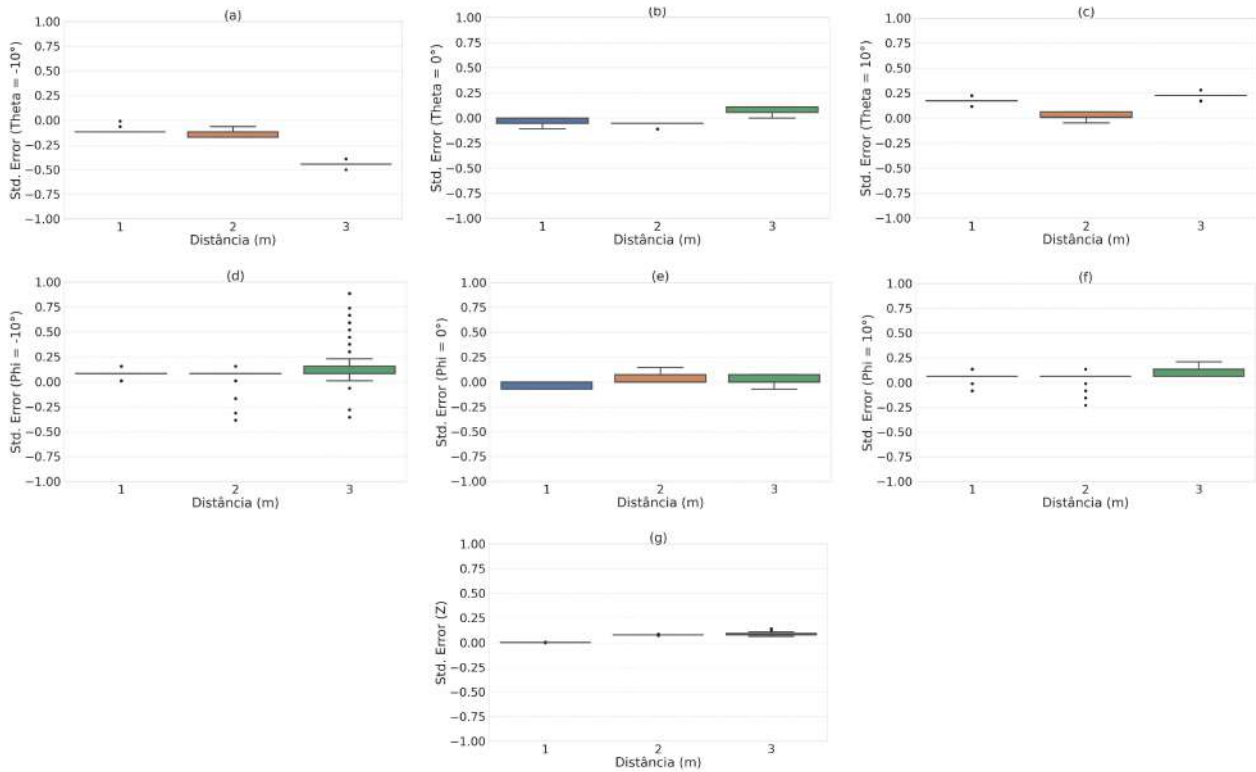 (a)
Std. Error (Theta = -10°)
1.00
0.75
0.50
0.25
−0.00
−0.25
−0.50
−0.75
−1.00
1 2 3
Distância (m)
(b)
Std. Error (Theta = 0°)
1.00
0.75
0.50
0.25
0.00
−0.25
−0.50
−0.75
−1.00
1 2 3
Distância (m)
(c)
Std. Error (Theta = 10°)
1.00
0.75
0.50
0.25
0.00
−0.25
−0.50
−0.75
−1.00
1 2 3
Distância (m)
(d)
Std. Error (Phi = -10°)
1.00
0.75
0.50
0.25
0.00
−0.25
−0.50
−0.75
−1.00
1 2 3
Distância (m)
(e)
Std. Error (Phi = 0°)
1.00
0.75
0.50
0.25
0.00
−0.25
−0.50
−0.75
−1.00
1 2 3
Distância (m)
(f)
Std. Error (Phi = 10°)
1.00
0.75
0.50
0.25
0.00
−0.25
−0.50
−0.75
−1.00
1 2 3
Distância (m)
(g)
Std. Error (Z)
1.00
0.75
0.50
0.25
0.00
−0.25
−0.50
−0.75
−1.00
1 2 3
Distância (m)